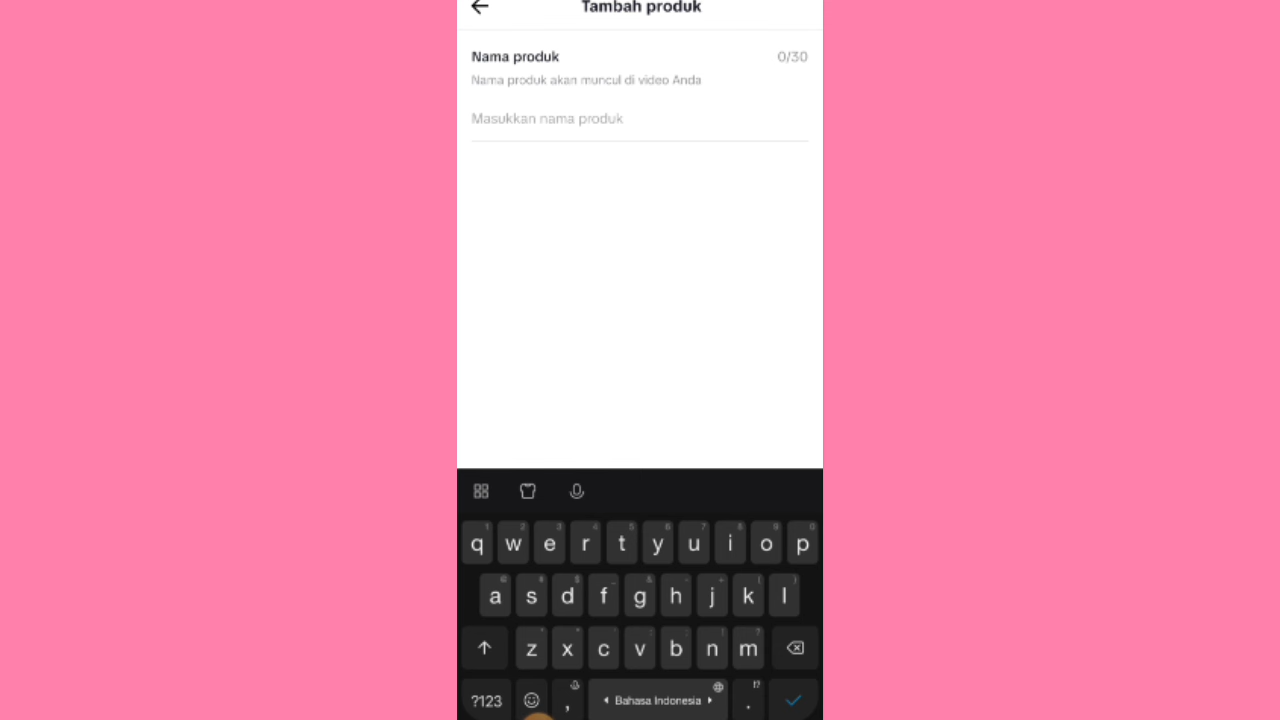 Tambah produk
Nama produk 0/30
Nama produk akan muncul di video Anda
Masukkan nama produk
q w e r t y u i o p
a s d f g h j k l
z x c v b n m
?123 , Bahasa Indonesia .